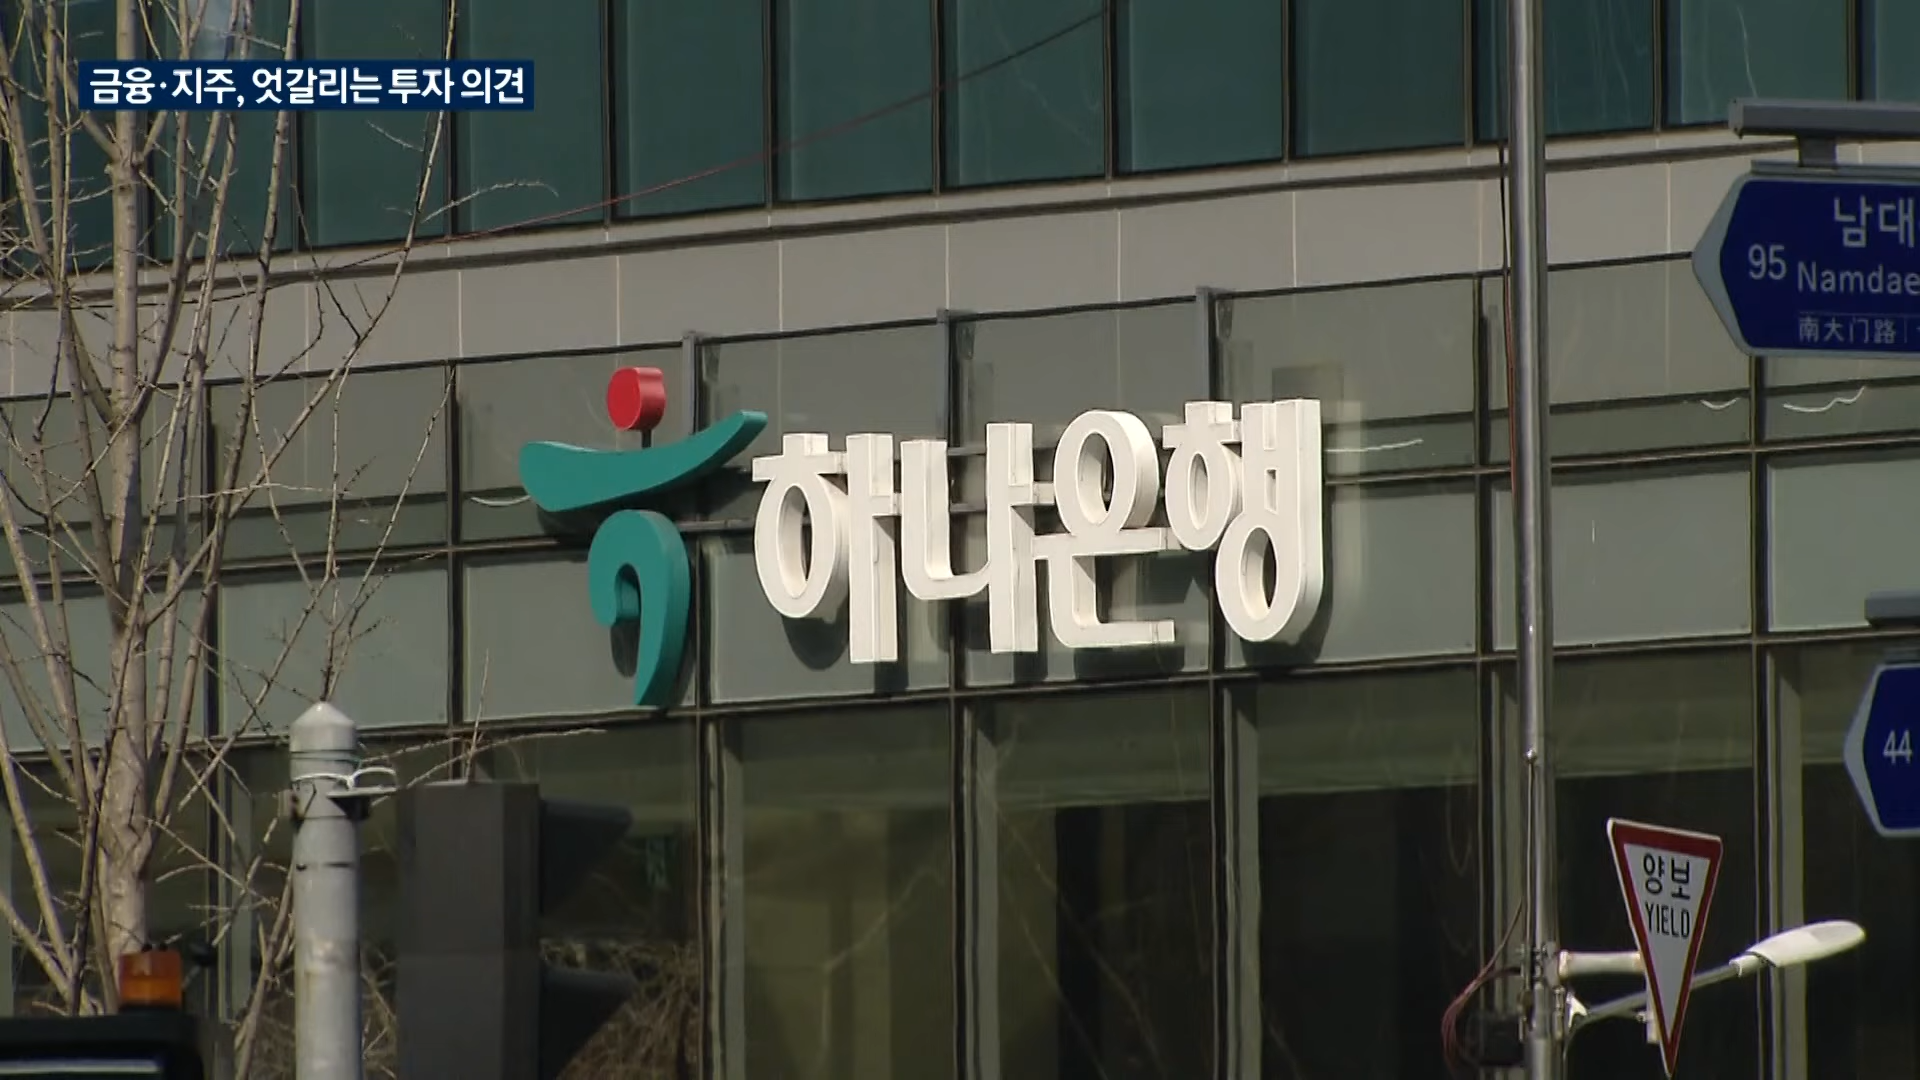 금융·지주, 엇갈리는 투자 의견
하나은행
95
남대
Namdae
南大门路
44
양보
YIELD